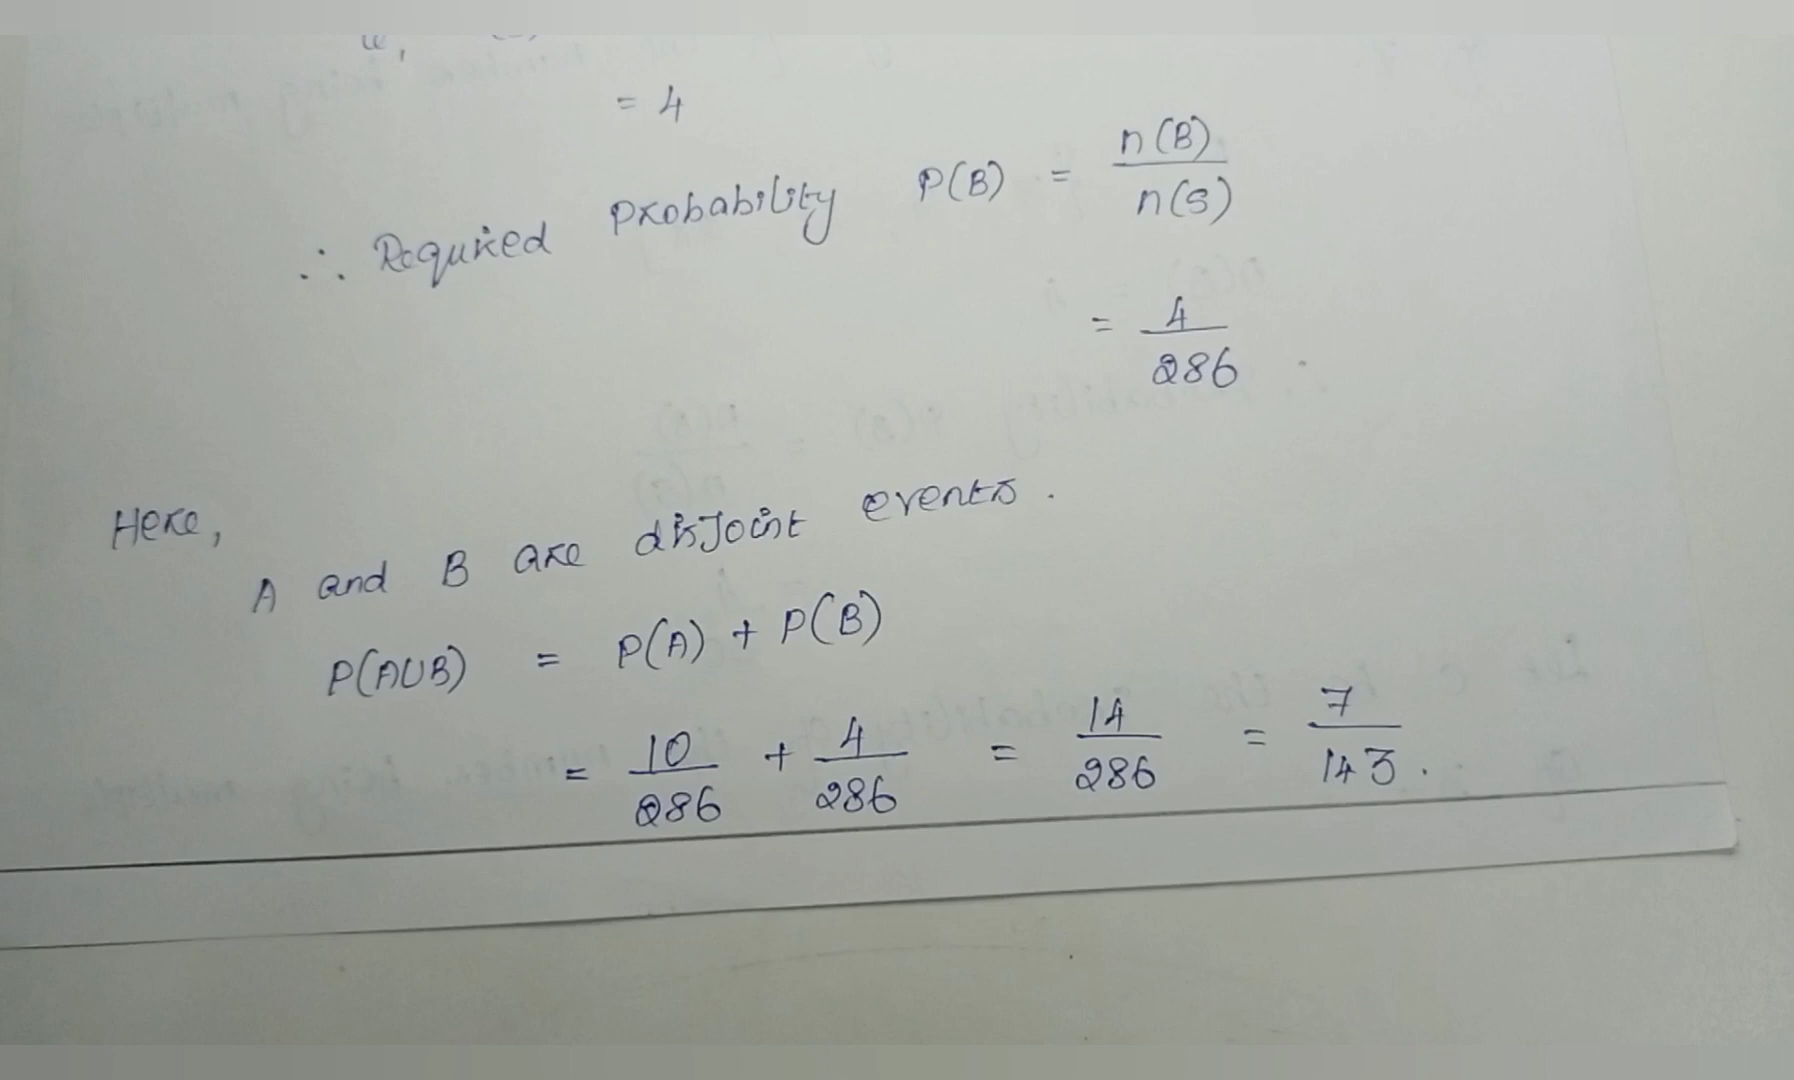 = 4
∴ Required probability P(B) = n(B) / n(S)
= 4 / 286
Here,
A and B are disjoint events.
P(A∪B) = P(A) + P(B)
= 10/286 + 4/286 = 14/286 = 7/143.